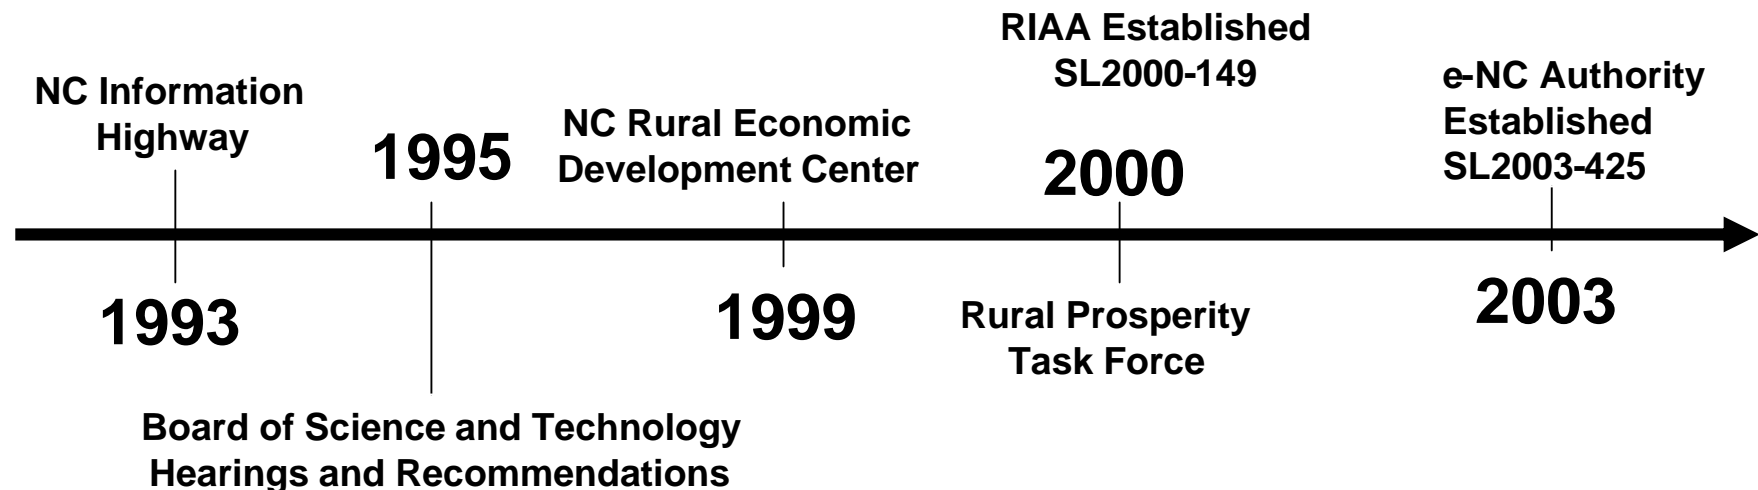 NC Information
Highway
1993
1995
Board of Science and Technology
Hearings and Recommendations
NC Rural Economic
Development Center
1999
RIAA Established
SL2000-149
2000
Rural Prosperity
Task Force
e-NC Authority
Established
SL2003-425
2003